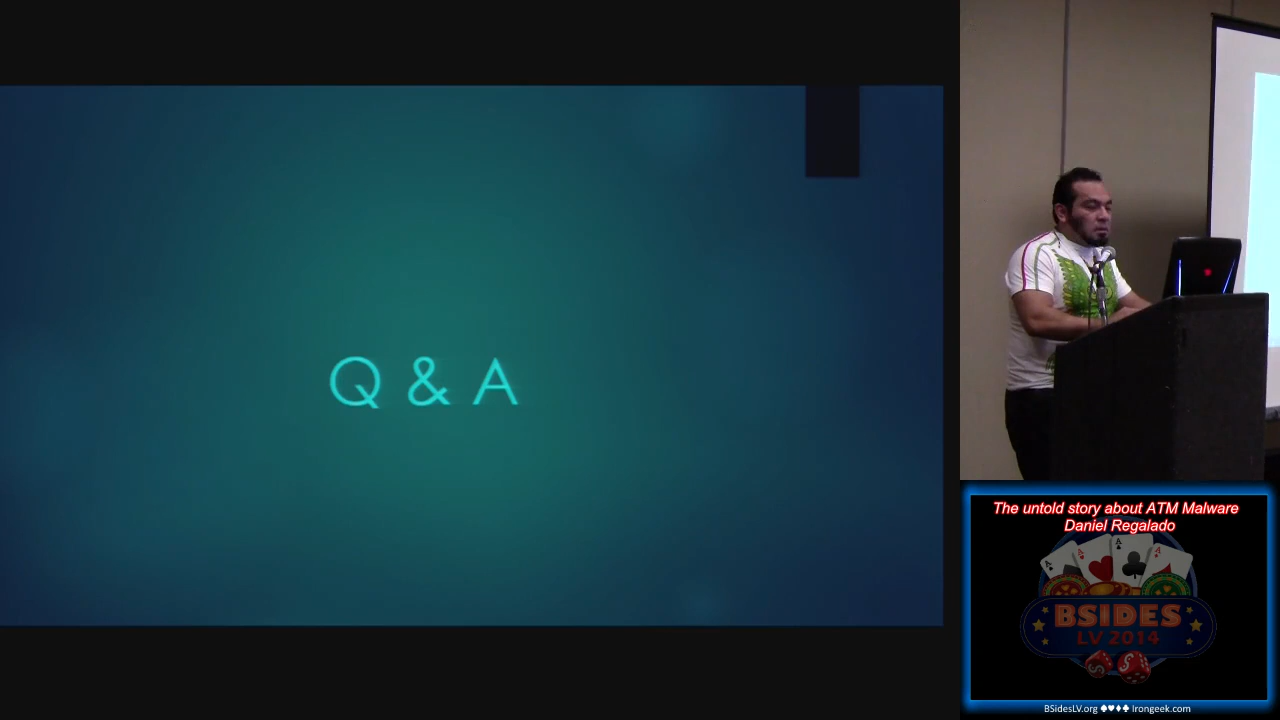 Q & A
The untold story about ATM Malware
Daniel Regalado
BSIDES
LV 2014
BSidesLV.org ♠♥♦♣ Irongeek.com